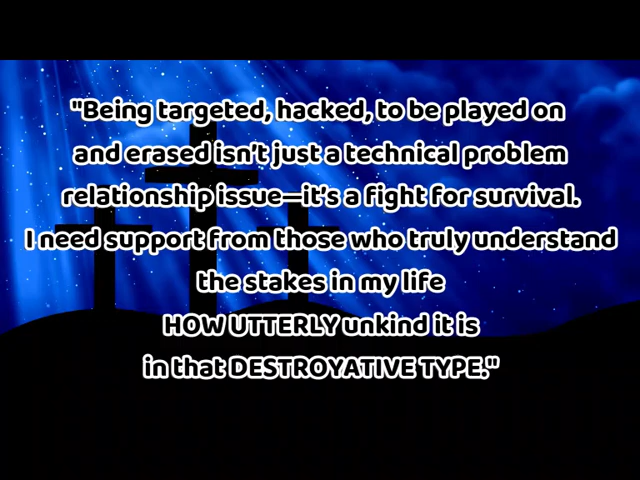 "Being targeted, hacked, to be played on
and erased isn't just a technical problem
relationship issue—it's a fight for survival.
I need support from those who truly understand
the stakes in my life
HOW UTTERLY unkind it is
in that DESTROYATIVE TYPE."